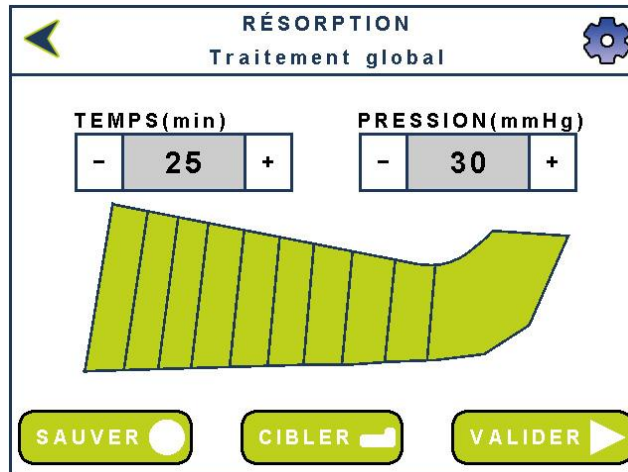 RÉSORPTION
Traitement global
TEMPS(min)
PRESSION(mmHg)
- 25 +
- 30 +
SAUVER
CIBLER
VALIDER